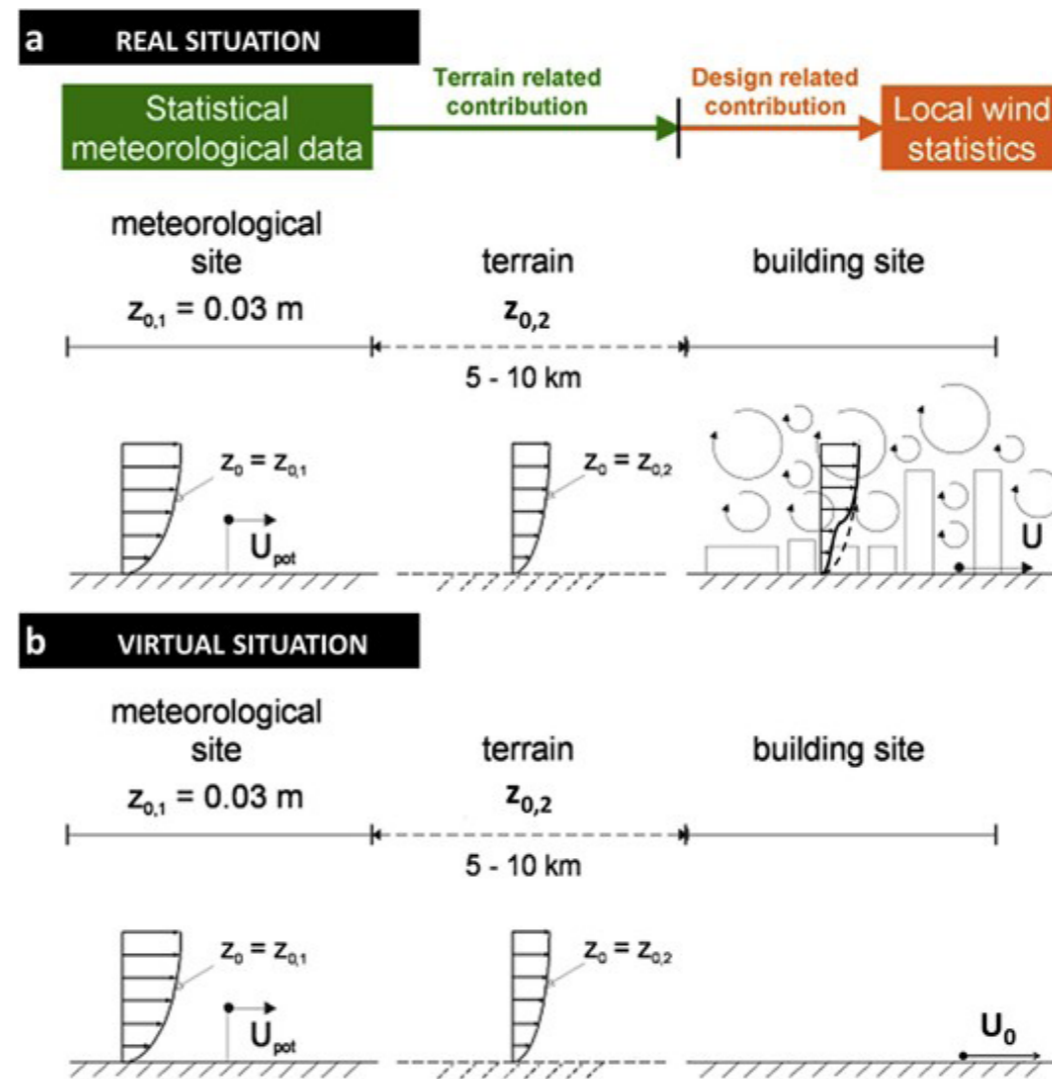 a REAL SITUATION
Terrain related
contribution
Design related
contribution
Statistical
meteorological data
Local wind
statistics
meteorological
site
terrain
building site
z0,1 = 0.03 m
z0,2
5 - 10 km
z0 = z0,1
z0 = z0,2
Upot
U
b VIRTUAL SITUATION
meteorological
site
terrain
building site
z0,1 = 0.03 m
z0,2
5 - 10 km
z0 = z0,1
z0 = z0,2
Upot
U0